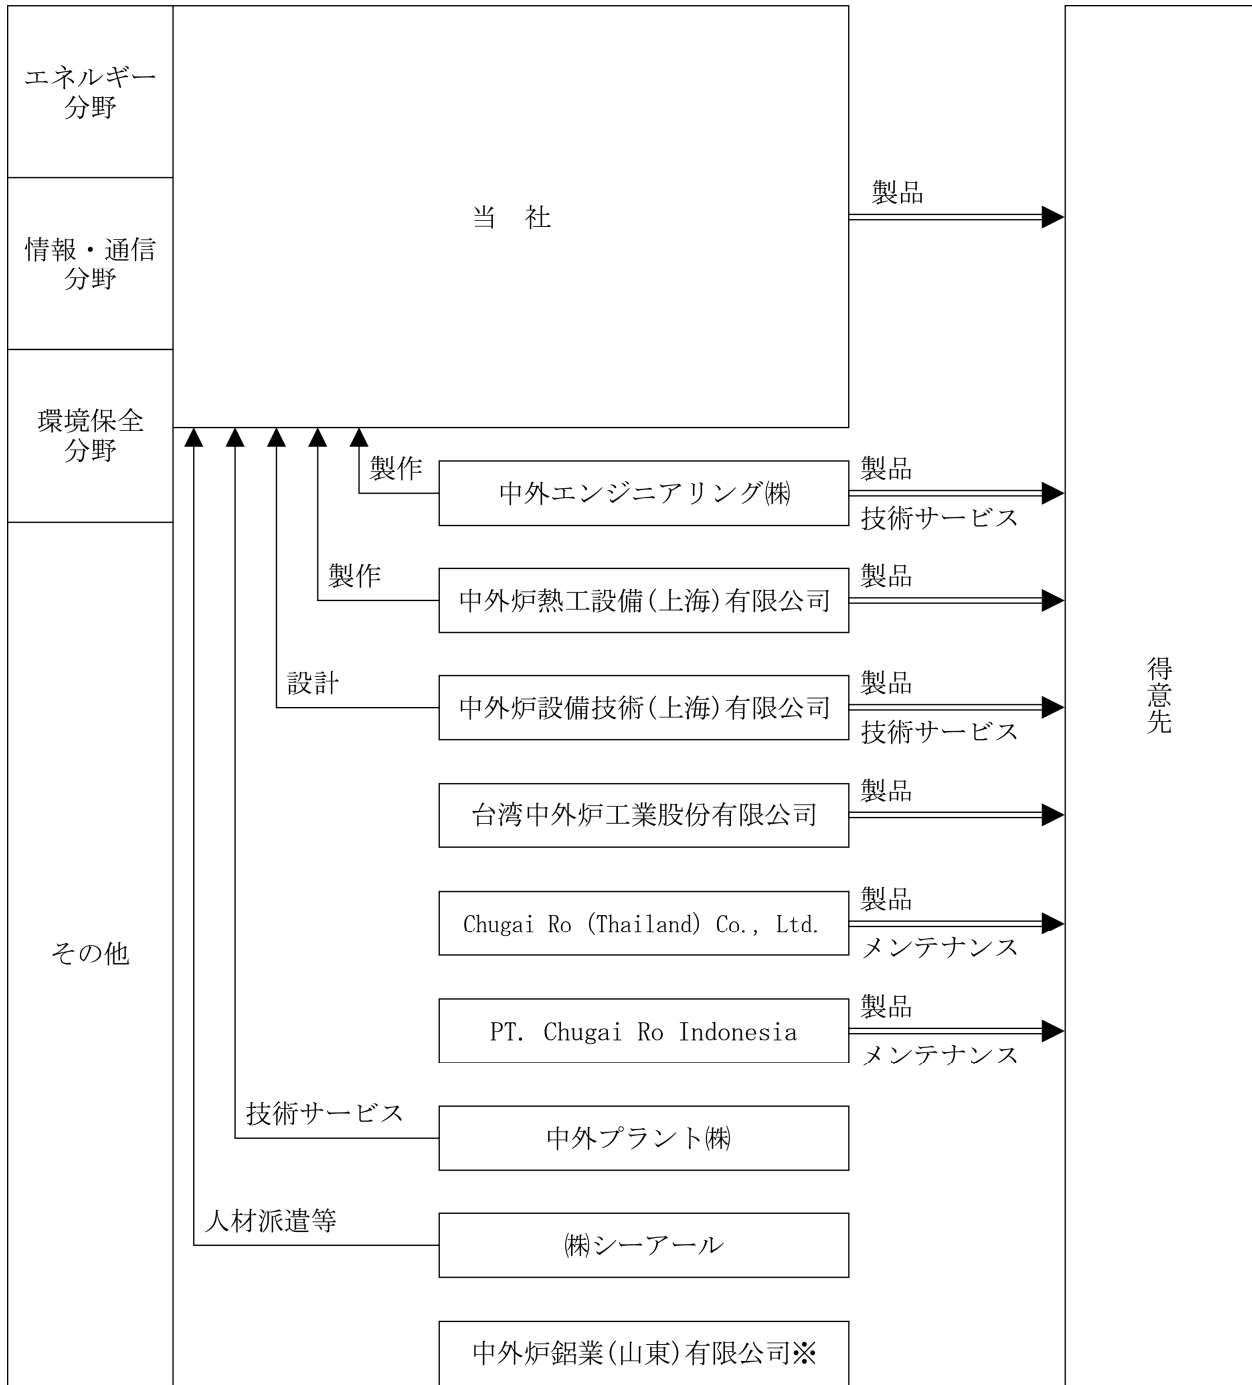 エネルギー
分野
情報・通信
分野
環境保全
分野
その他
当　社
製品
得意先
製作
中外エンジニアリング㈱
製品
技術サービス
製作
中外炉熱工設備(上海)有限公司
製品
設計
中外炉設備技術(上海)有限公司
製品
技術サービス
台湾中外炉工業股份有限公司
製品
Chugai Ro (Thailand) Co., Ltd.
製品
メンテナンス
PT. Chugai Ro Indonesia
製品
メンテナンス
技術サービス
中外プラント㈱
人材派遣等
㈱シーアール
中外炉鋁業(山東)有限公司※